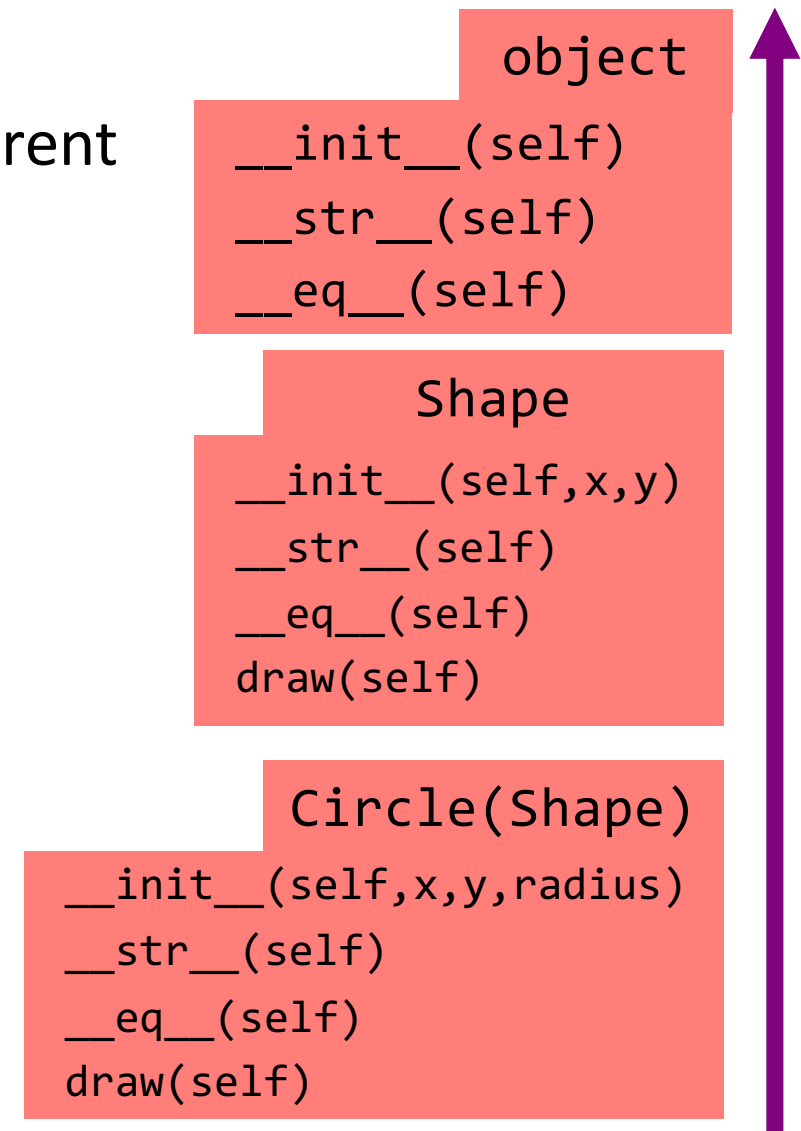 object
rent
__init__(self)
__str__(self)
__eq__(self)
Shape
__init__(self,x,y)
__str__(self)
__eq__(self)
draw(self)
Circle(Shape)
__init__(self,x,y,radius)
__str__(self)
__eq__(self)
draw(self)